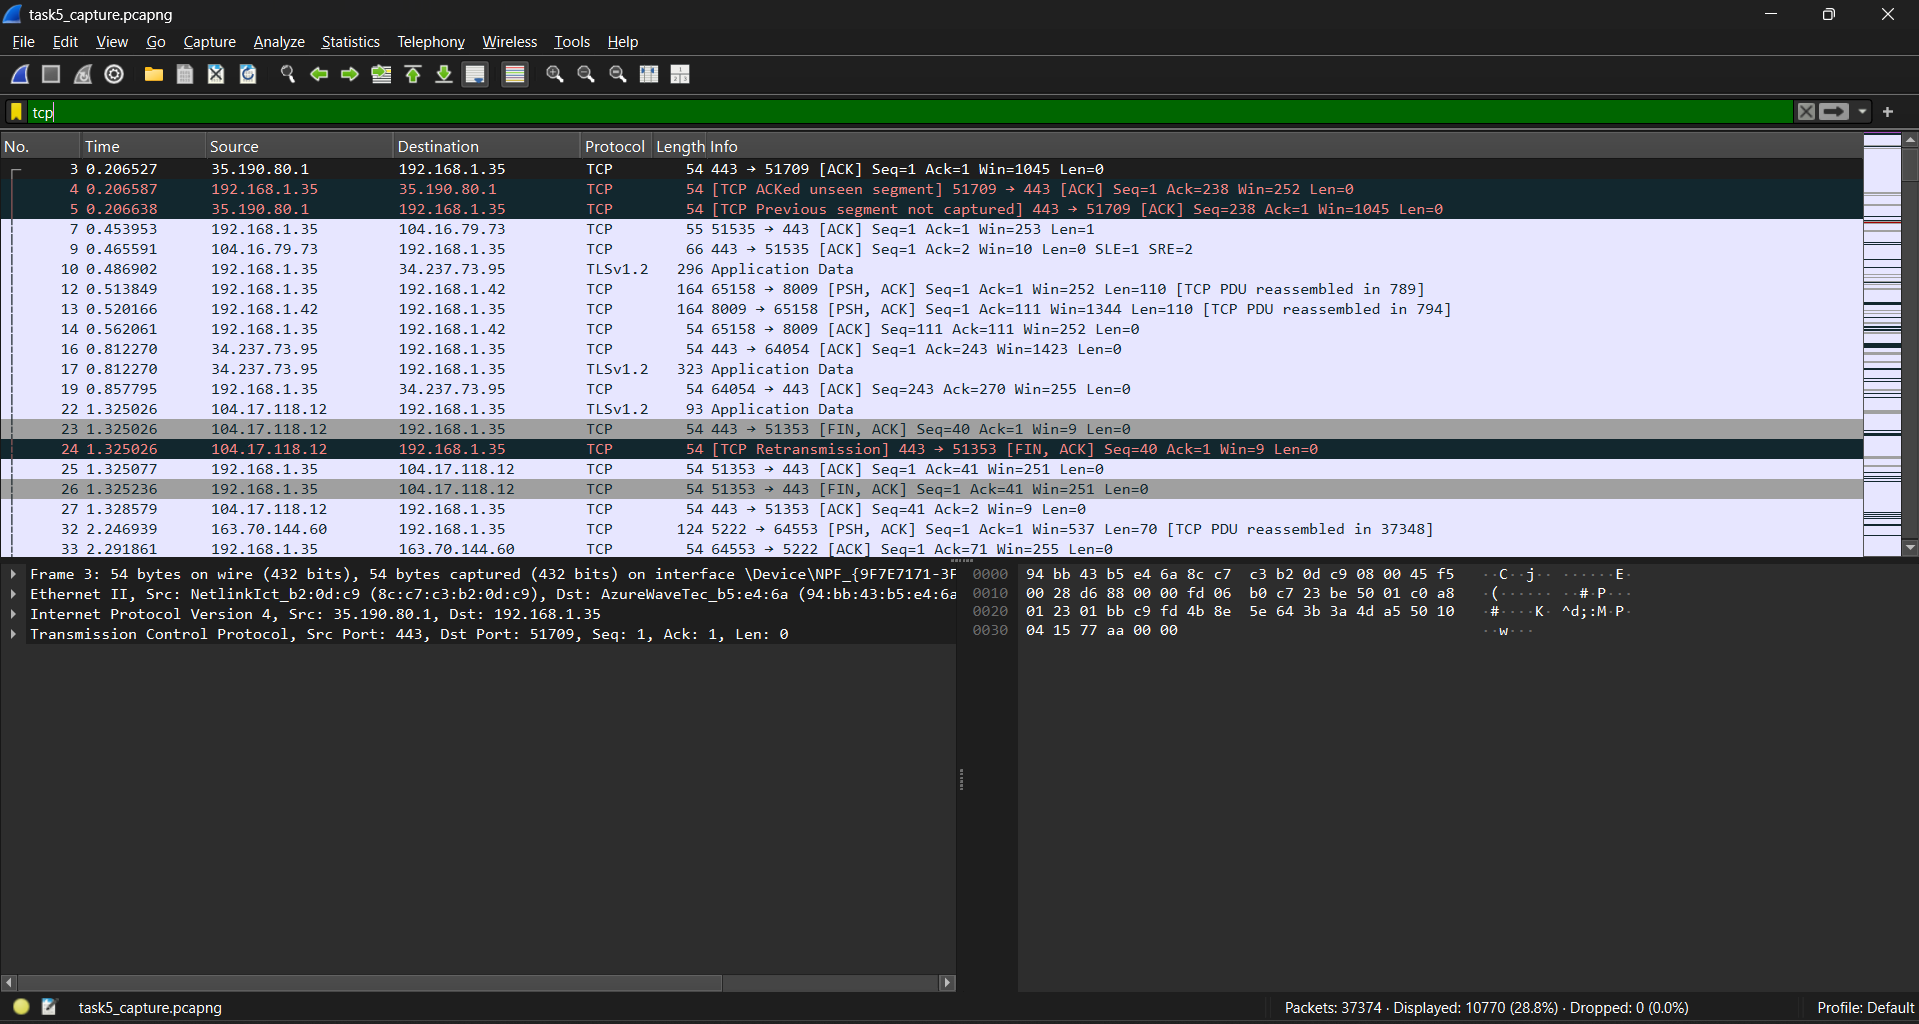 task5_capture.pcapng
File Edit View Go Capture Analyze Statistics Telephony Wireless Tools Help
tcp
No. Time Source Destination Protocol Length Info
3 0.206527 35.190.80.1 192.168.1.35 TCP 54 443 → 51709 [ACK] Seq=1 Ack=1 Win=1045 Len=0
4 0.206587 192.168.1.35 35.190.80.1 TCP 54 [TCP ACKed unseen segment] 51709 → 443 [ACK] Seq=1 Ack=238 Win=252 Len=0
5 0.206638 35.190.80.1 192.168.1.35 TCP 54 [TCP Previous segment not captured] 443 → 51709 [ACK] Seq=238 Ack=1 Win=1045 Len=0
7 0.453953 192.168.1.35 104.16.79.73 TCP 55 51535 → 443 [ACK] Seq=1 Ack=1 Win=253 Len=1
9 0.465591 104.16.79.73 192.168.1.35 TCP 66 443 → 51535 [ACK] Seq=1 Ack=2 Win=10 Len=0 SLE=1 SRE=2
10 0.486902 192.168.1.35 34.237.73.95 TLSv1.2 296 Application Data
12 0.513849 192.168.1.35 192.168.1.42 TCP 164 65158 → 8009 [PSH, ACK] Seq=1 Ack=1 Win=252 Len=110 [TCP PDU reassembled in 789]
13 0.520166 192.168.1.42 192.168.1.35 TCP 164 8009 → 65158 [PSH, ACK] Seq=1 Ack=111 Win=1344 Len=110 [TCP PDU reassembled in 794]
14 0.562061 192.168.1.35 192.168.1.42 TCP 54 65158 → 8009 [ACK] Seq=111 Ack=111 Win=252 Len=0
16 0.812270 34.237.73.95 192.168.1.35 TCP 54 443 → 64054 [ACK] Seq=1 Ack=243 Win=1423 Len=0
17 0.812270 34.237.73.95 192.168.1.35 TLSv1.2 323 Application Data
19 0.857795 192.168.1.35 34.237.73.95 TCP 54 64054 → 443 [ACK] Seq=243 Ack=270 Win=255 Len=0
22 1.325026 104.17.118.12 192.168.1.35 TLSv1.2 93 Application Data
23 1.325026 104.17.118.12 192.168.1.35 TCP 54 443 → 51353 [FIN, ACK] Seq=40 Ack=1 Win=9 Len=0
24 1.325026 104.17.118.12 192.168.1.35 TCP 54 [TCP Retransmission] 443 → 51353 [FIN, ACK] Seq=40 Ack=1 Win=9 Len=0
25 1.325077 192.168.1.35 104.17.118.12 TCP 54 51353 → 443 [ACK] Seq=1 Ack=41 Win=251 Len=0
26 1.325236 192.168.1.35 104.17.118.12 TCP 54 51353 → 443 [FIN, ACK] Seq=1 Ack=41 Win=251 Len=0
27 1.328579 104.17.118.12 192.168.1.35 TCP 54 443 → 51353 [ACK] Seq=41 Ack=2 Win=9 Len=0
32 2.246939 163.70.144.60 192.168.1.35 TCP 124 5222 → 64553 [PSH, ACK] Seq=1 Ack=1 Win=537 Len=70 [TCP PDU reassembled in 37348]
33 2.291861 192.168.1.35 163.70.144.60 TCP 54 64553 → 5222 [ACK] Seq=1 Ack=71 Win=255 Len=0
Frame 3: 54 bytes on wire (432 bits), 54 bytes captured (432 bits) on interface \Device\NPF_{9F7E7171-3F
Ethernet II, Src: NetlinkIct_b2:0d:c9 (8c:c7:c3:b2:0d:c9), Dst: AzureWaveTec_b5:e4:6a (94:bb:43:b5:e4:6a
Internet Protocol Version 4, Src: 35.190.80.1, Dst: 192.168.1.35
Transmission Control Protocol, Src Port: 443, Dst Port: 51709, Seq: 1, Ack: 1, Len: 0
0000 94 bb 43 b5 e4 6a 8c c7 c3 b2 0d c9 08 00 45 f5 ··C··j·· ······E·
0010 00 28 d6 88 00 00 fd 06 b0 c7 23 be 50 01 c0 a8 ·(······ ··#·P···
0020 01 23 01 bb c9 fd 4b 8e 5e 64 3b 3a 4d a5 50 10 ·#····K· ^d;:M·P·
0030 04 15 77 aa 00 00 ··w···
task5_capture.pcapng
Packets: 37374 · Displayed: 10770 (28.8%) · Dropped: 0 (0.0%)
Profile: Default